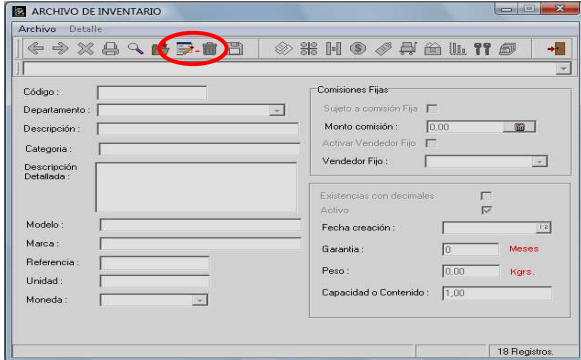 ARCHIVO DE INVENTARIO
Archivo Detalle
Código :
Departamento :
Descripción :
Categoria :
Descripción
Detallada :
Modelo :
Marca :
Referencia :
Unidad :
Moneda :
Comisiones Fijas
Sujeto a comisión Fija
Monto comisión : 0,00
Activar Vendedor Fijo
Vendedor Fijo :
Existencias con decimales
Activo
Fecha creación :
Garantia : 0 Meses
Peso : 0,00 Kgrs.
Capacidad o Contenido : 1,00
18 Registros.